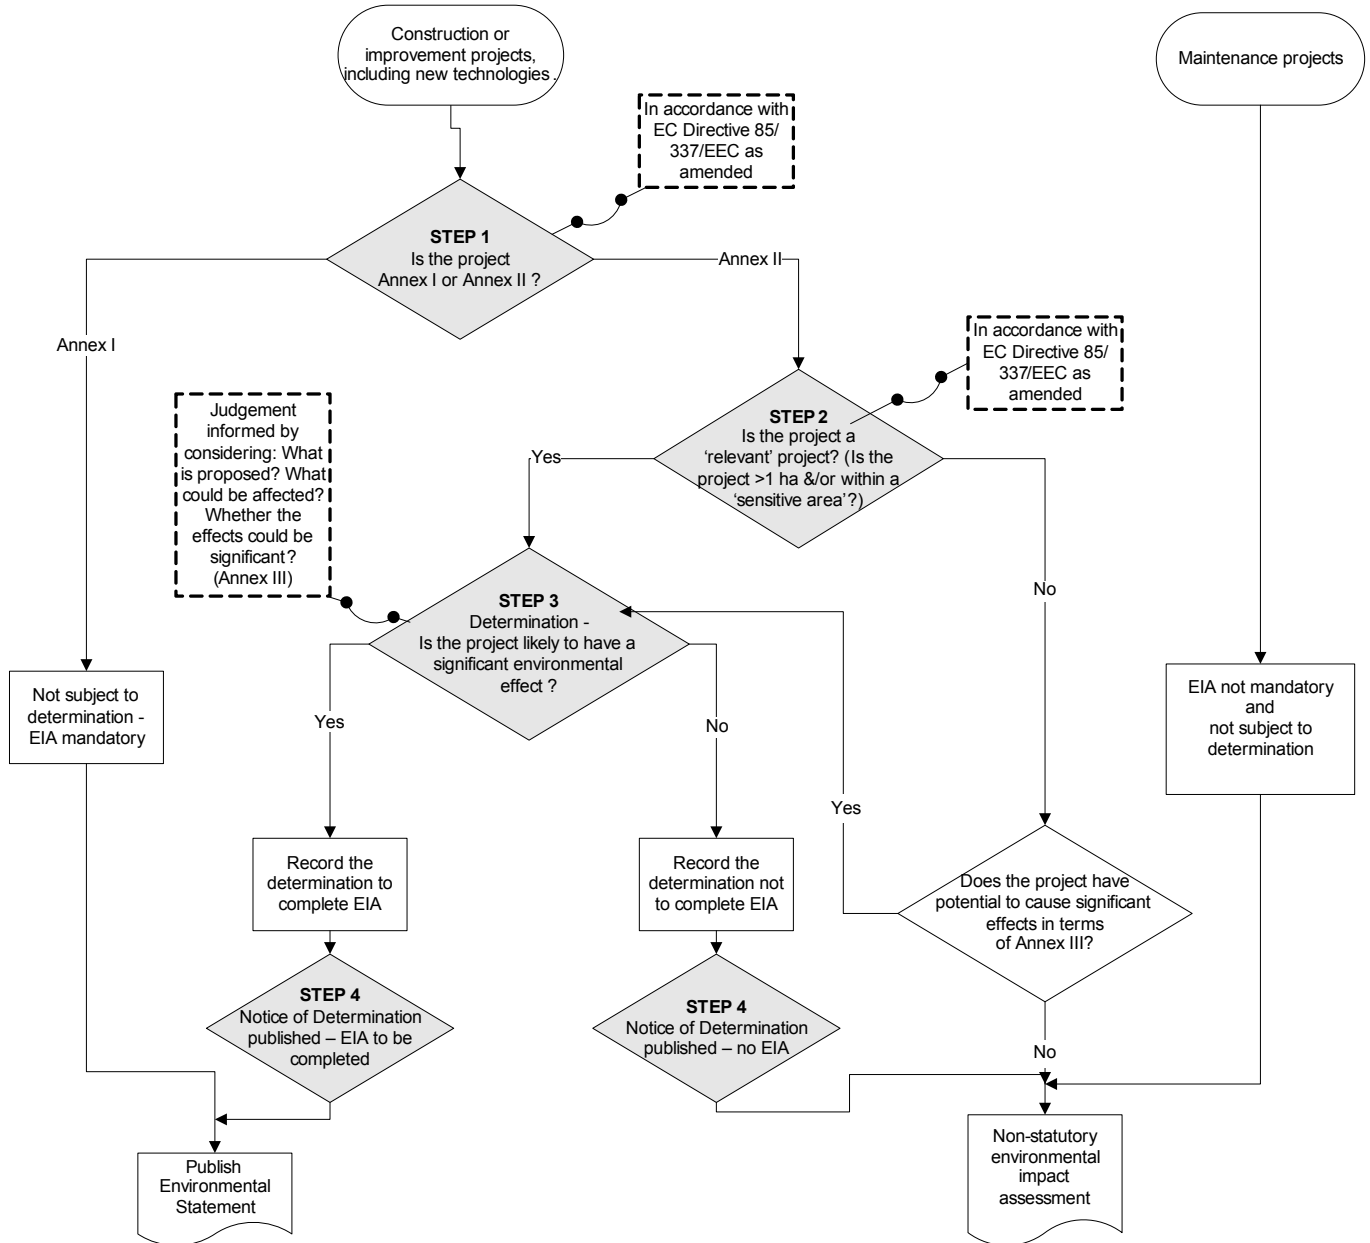 Construction or
improvement projects,
including new technologies .
Maintenance projects
In accordance with
EC Directive 85/
337/EEC as
amended
STEP 1
Is the project
Annex I or Annex II ?
Annex II
Annex I
In accordance with
EC Directive 85/
337/EEC as
amended
Judgement
informed by
considering: What
is proposed? What
could be affected?
Whether the
effects could be
significant?
(Annex III)
STEP 2
Is the project a
‘relevant’ project? (Is the
project >1 ha &/or within a
‘sensitive area’?)
Yes
No
STEP 3
Determination -
Is the project likely to have a
significant environmental
effect ?
Not subject to
determination -
EIA mandatory
EIA not mandatory
and
not subject to
determination
Yes
No
Yes
Record the
determination to
complete EIA
Record the
determination not
to complete EIA
Does the project have
potential to cause significant
effects in terms
of Annex III?
STEP 4
Notice of Determination
published – EIA to be
completed
STEP 4
Notice of Determination
published – no EIA
No
Publish
Environmental
Statement
Non-statutory
environmental
impact
assessment